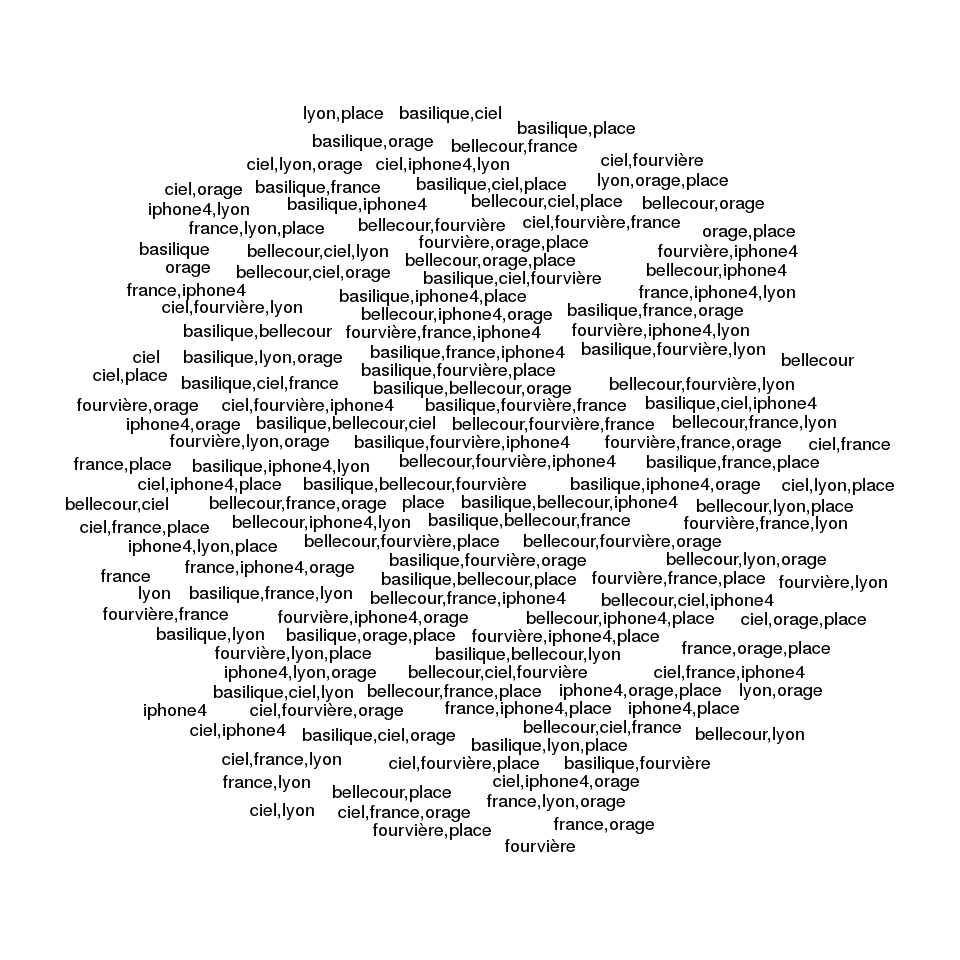 lyon,place basilique,ciel
basilique,place
basilique,orage bellecour,france
ciel,lyon,orage ciel,iphone4,lyon ciel,fourvière
ciel,orage basilique,france basilique,ciel,place lyon,orage,place
iphone4,lyon basilique,iphone4 bellecour,ciel,place bellecour,orage
france,lyon,place bellecour,fourvière ciel,fourvière,france orage,place
basilique bellecour,ciel,lyon fourvière,orage,place fourvière,iphone4
orage bellecour,ciel,orage bellecour,orage,place bellecour,iphone4
basilique,ciel,fourvière
france,iphone4 basilique,iphone4,place france,iphone4,lyon
ciel,fourvière,lyon bellecour,iphone4,orage basilique,france,orage
basilique,bellecour fourvière,france,iphone4 fourvière,iphone4,lyon
ciel basilique,lyon,orage basilique,france,iphone4 basilique,fourvière,lyon bellecour
ciel,place basilique,fourvière,place
basilique,ciel,france basilique,bellecour,orage bellecour,fourvière,lyon
fourvière,orage ciel,fourvière,iphone4 basilique,fourvière,france basilique,ciel,iphone4
iphone4,orage basilique,bellecour,ciel bellecour,fourvière,france bellecour,france,lyon
fourvière,lyon,orage basilique,fourvière,iphone4 fourvière,france,orage ciel,france
france,place basilique,iphone4,lyon bellecour,fourvière,iphone4 basilique,france,place
ciel,iphone4,place basilique,bellecour,fourvière basilique,iphone4,orage ciel,lyon,place
bellecour,ciel bellecour,france,orage place basilique,bellecour,iphone4 bellecour,lyon,place
ciel,france,place bellecour,iphone4,lyon basilique,bellecour,france fourvière,france,lyon
iphone4,lyon,place bellecour,fourvière,place bellecour,fourvière,orage
france,iphone4,orage basilique,fourvière,orage bellecour,lyon,orage
france basilique,bellecour,place fourvière,france,place fourvière,lyon
lyon basilique,france,lyon bellecour,france,iphone4 bellecour,ciel,iphone4
fourvière,france fourvière,iphone4,orage bellecour,iphone4,place ciel,orage,place
basilique,lyon basilique,orage,place fourvière,iphone4,place
fourvière,lyon,place basilique,bellecour,lyon france,orage,place
iphone4,lyon,orage bellecour,ciel,fourvière ciel,france,iphone4
basilique,ciel,lyon bellecour,france,place iphone4,orage,place lyon,orage
iphone4 ciel,fourvière,orage france,iphone4,place iphone4,place
ciel,iphone4 basilique,ciel,orage bellecour,ciel,france bellecour,lyon
basilique,lyon,place
ciel,france,lyon ciel,fourvière,place basilique,fourvière
france,lyon bellecour,place ciel,iphone4,orage
ciel,lyon ciel,france,orage france,lyon,orage
fourvière,place france,orage
fourvière